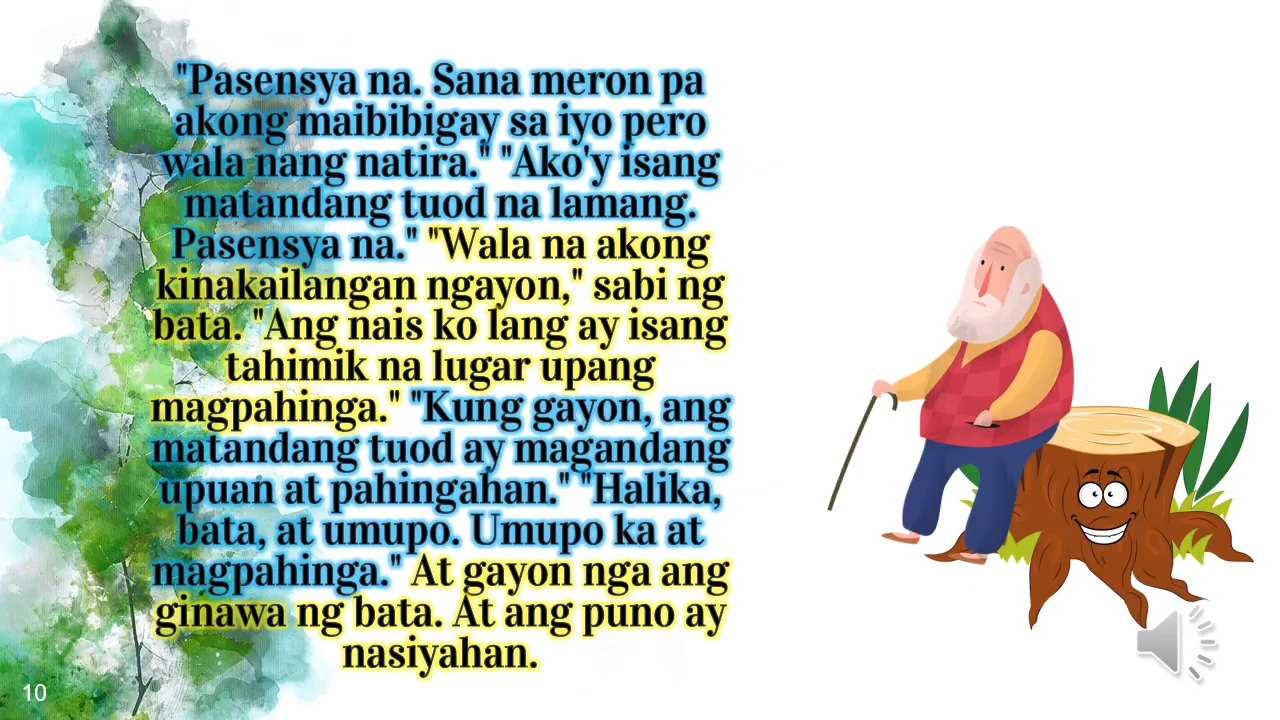 "Pasensya na. Sana meron pa
akong maibibigay sa iyo pero
wala nang natira." "Ako'y isang
matandang tuod na lamang.
Pasensya na." "Wala na akong
kinakailangan ngayon," sabi ng
bata. "Ang nais ko lang ay isang
tahimik na lugar upang
magpahinga." "Kung gayon, ang
matandang tuod ay magandang
upuan at pahingahan." "Halika,
bata, at umupo. Umupo ka at
magpahinga." At gayon nga ang
ginawa ng bata. At ang puno ay
nasiyahan.
10